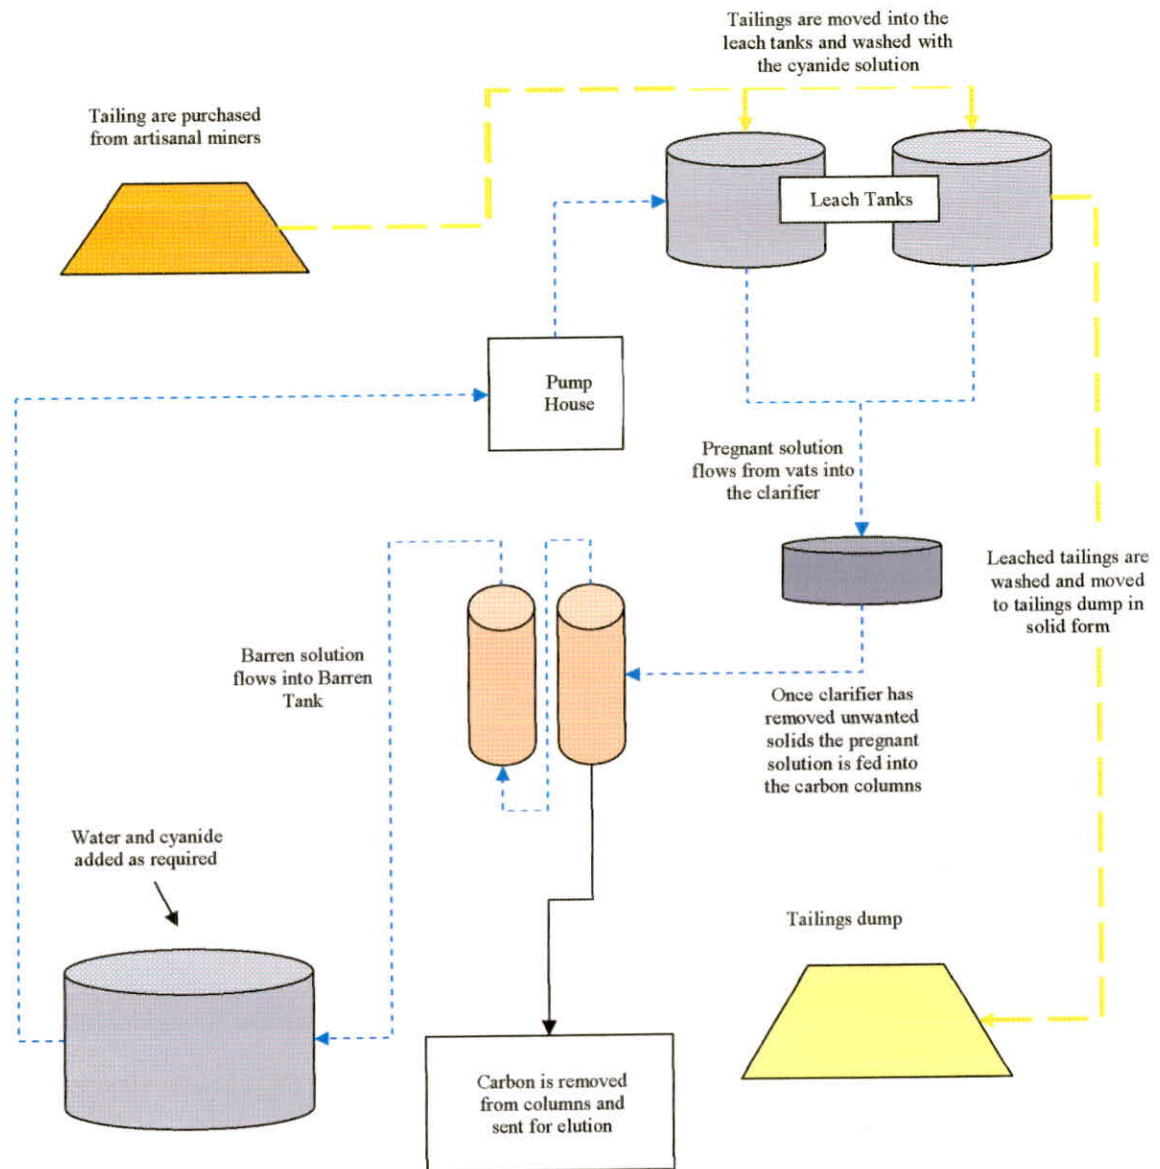 Tailings are moved into the
leach tanks and washed with
the cyanide solution
Tailing are purchased
from artisanal miners
Leach Tanks
Pump
House
Pregnant solution
flows from vats into
the clarifier
Leached tailings are
washed and moved
to tailings dump in
solid form
Barren solution
flows into Barren
Tank
Once clarifier has
removed unwanted
solids the pregnant
solution is fed into
the carbon columns
Water and cyanide
added as required
Tailings dump
Carbon is removed
from columns and
sent for elution